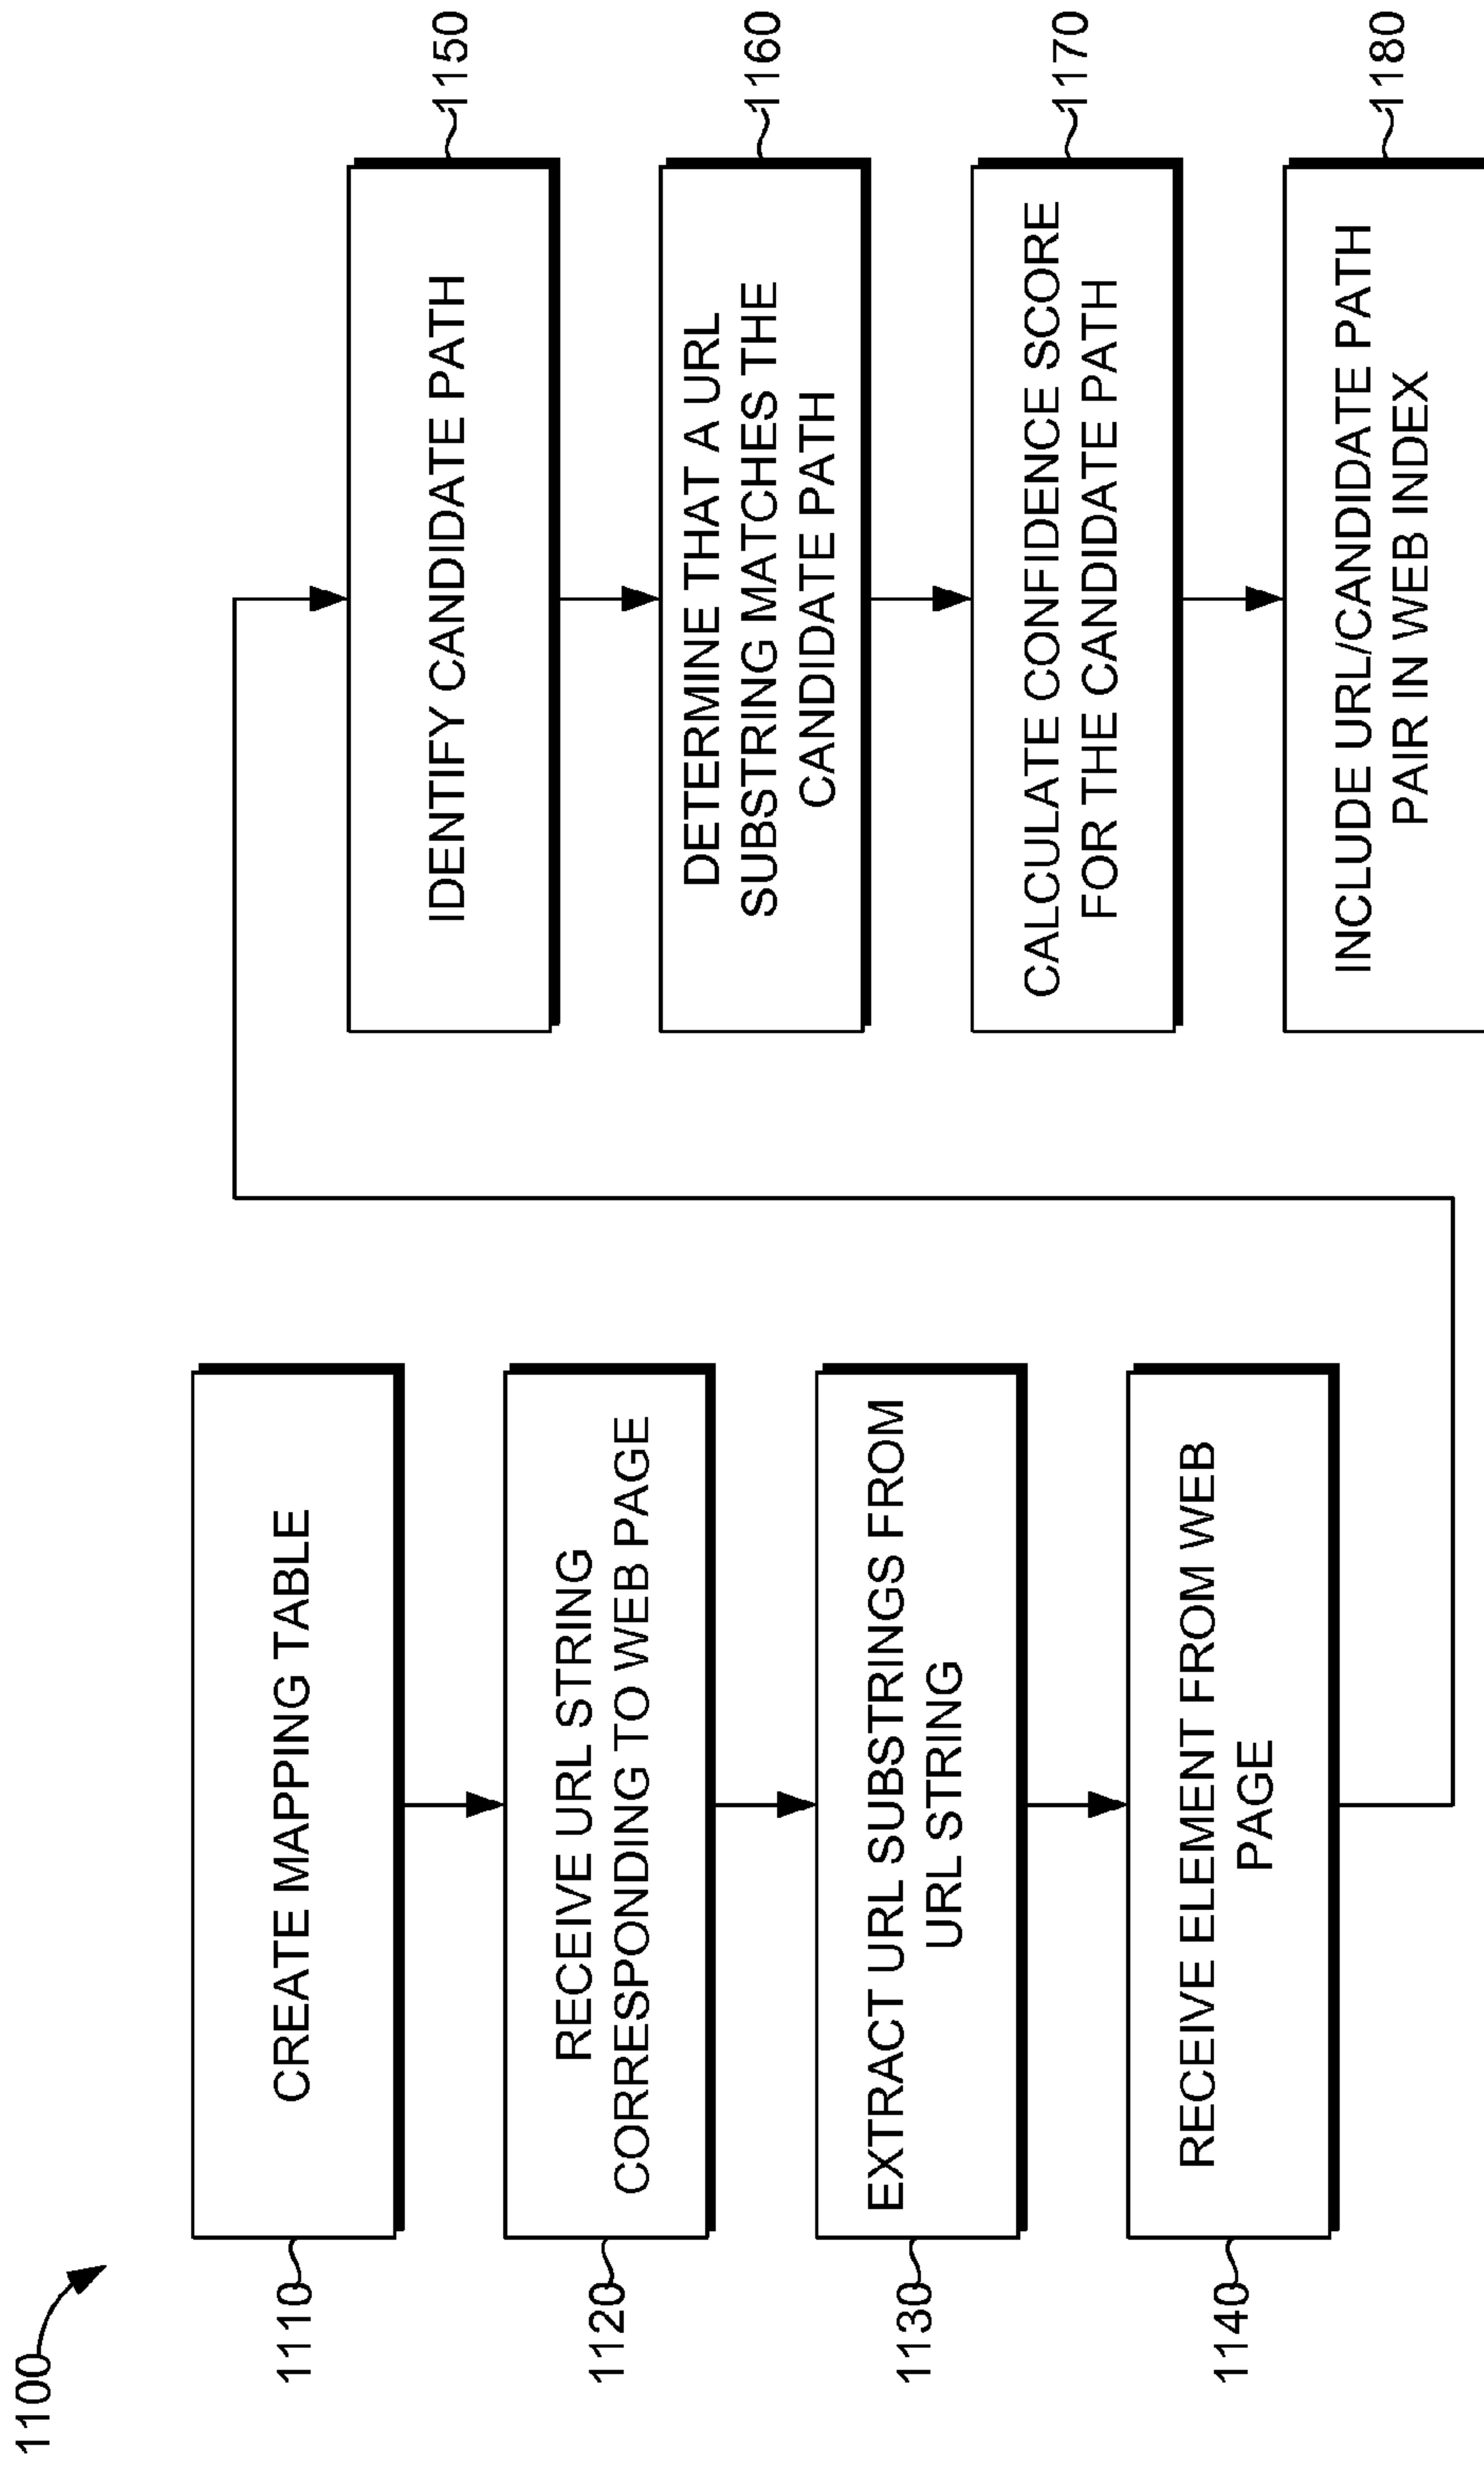 1100
CREATE MAPPING TABLE
1110
RECEIVE URL STRING
CORRESPONDING TO WEB PAGE
1120
EXTRACT URL SUBSTRINGS FROM
URL STRING
1130
RECEIVE ELEMENT FROM WEB
PAGE
1140
IDENTIFY CANDIDATE PATH
1150
DETERMINE THAT A URL
SUBSTRING MATCHES THE
CANDIDATE PATH
1160
CALCULATE CONFIDENCE SCORE
FOR THE CANDIDATE PATH
1170
INCLUDE URL/CANDIDATE PATH
PAIR IN WEB INDEX
1180